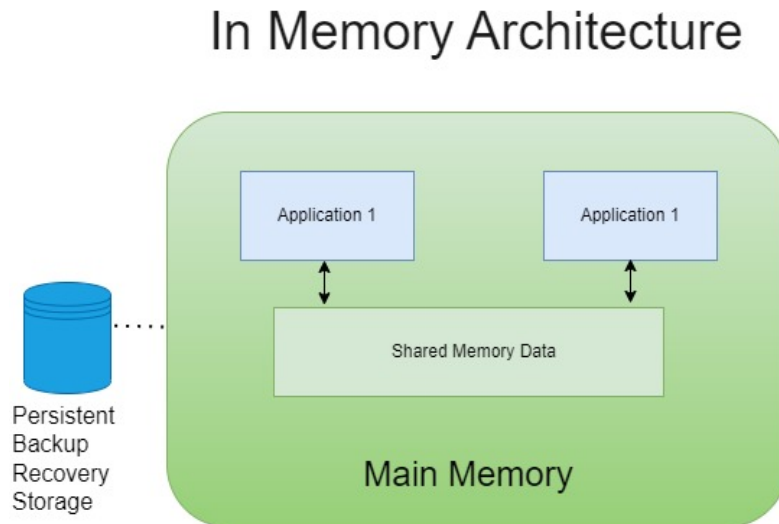 In Memory Architecture
Application 1
Application 1
Shared Memory Data
Persistent
Backup
Recovery
Storage
Main Memory